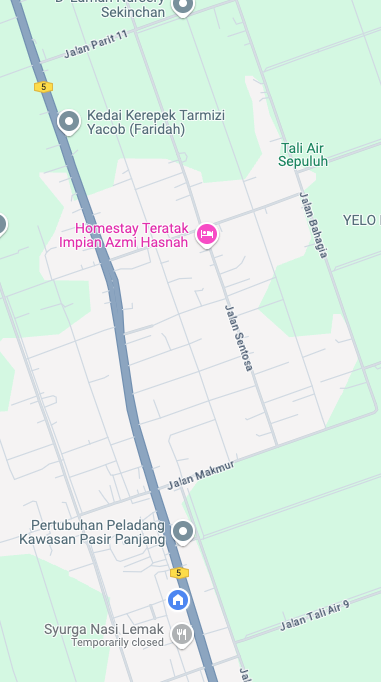 D' Laman Nursery
Sekinchan
Jalan Parit 11
5
Kedai Kerepek Tarmizi
Yacob (Faridah)
Tali Air
Sepuluh
Homestay Teratak
Impian Azmi Hasnah
Jalan Bahagia
YELO
Jalan Sentosa
Jalan Makmur
Pertubuhan Peladang
Kawasan Pasir Panjang
5
Syurga Nasi Lemak
Temporarily closed
Jalan Tali Air 9